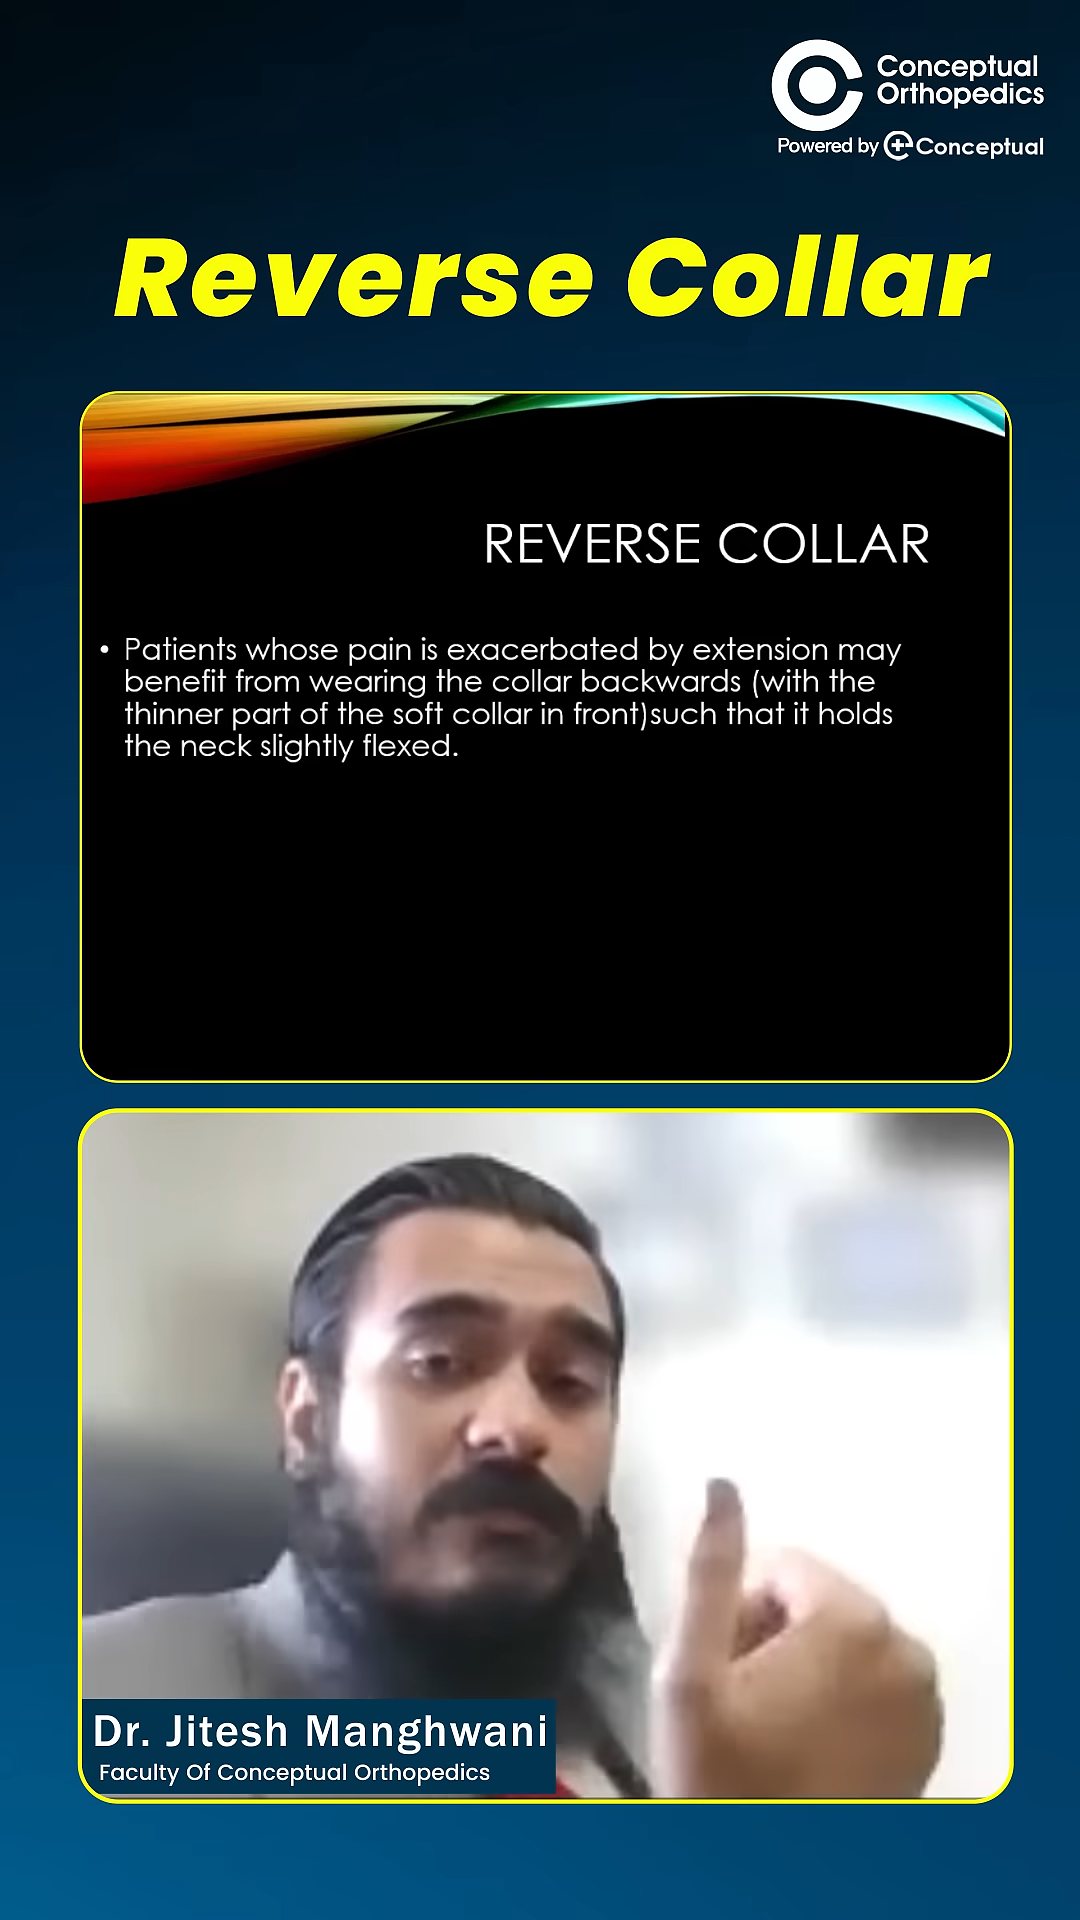 Conceptual
Orthopedics
Powered by Conceptual
Reverse Collar
REVERSE COLLAR
• Patients whose pain is exacerbated by extension may
benefit from wearing the collar backwards (with the
thinner part of the soft collar in front)such that it holds
the neck slightly flexed.
Dr. Jitesh Manghwani
Faculty Of Conceptual Orthopedics